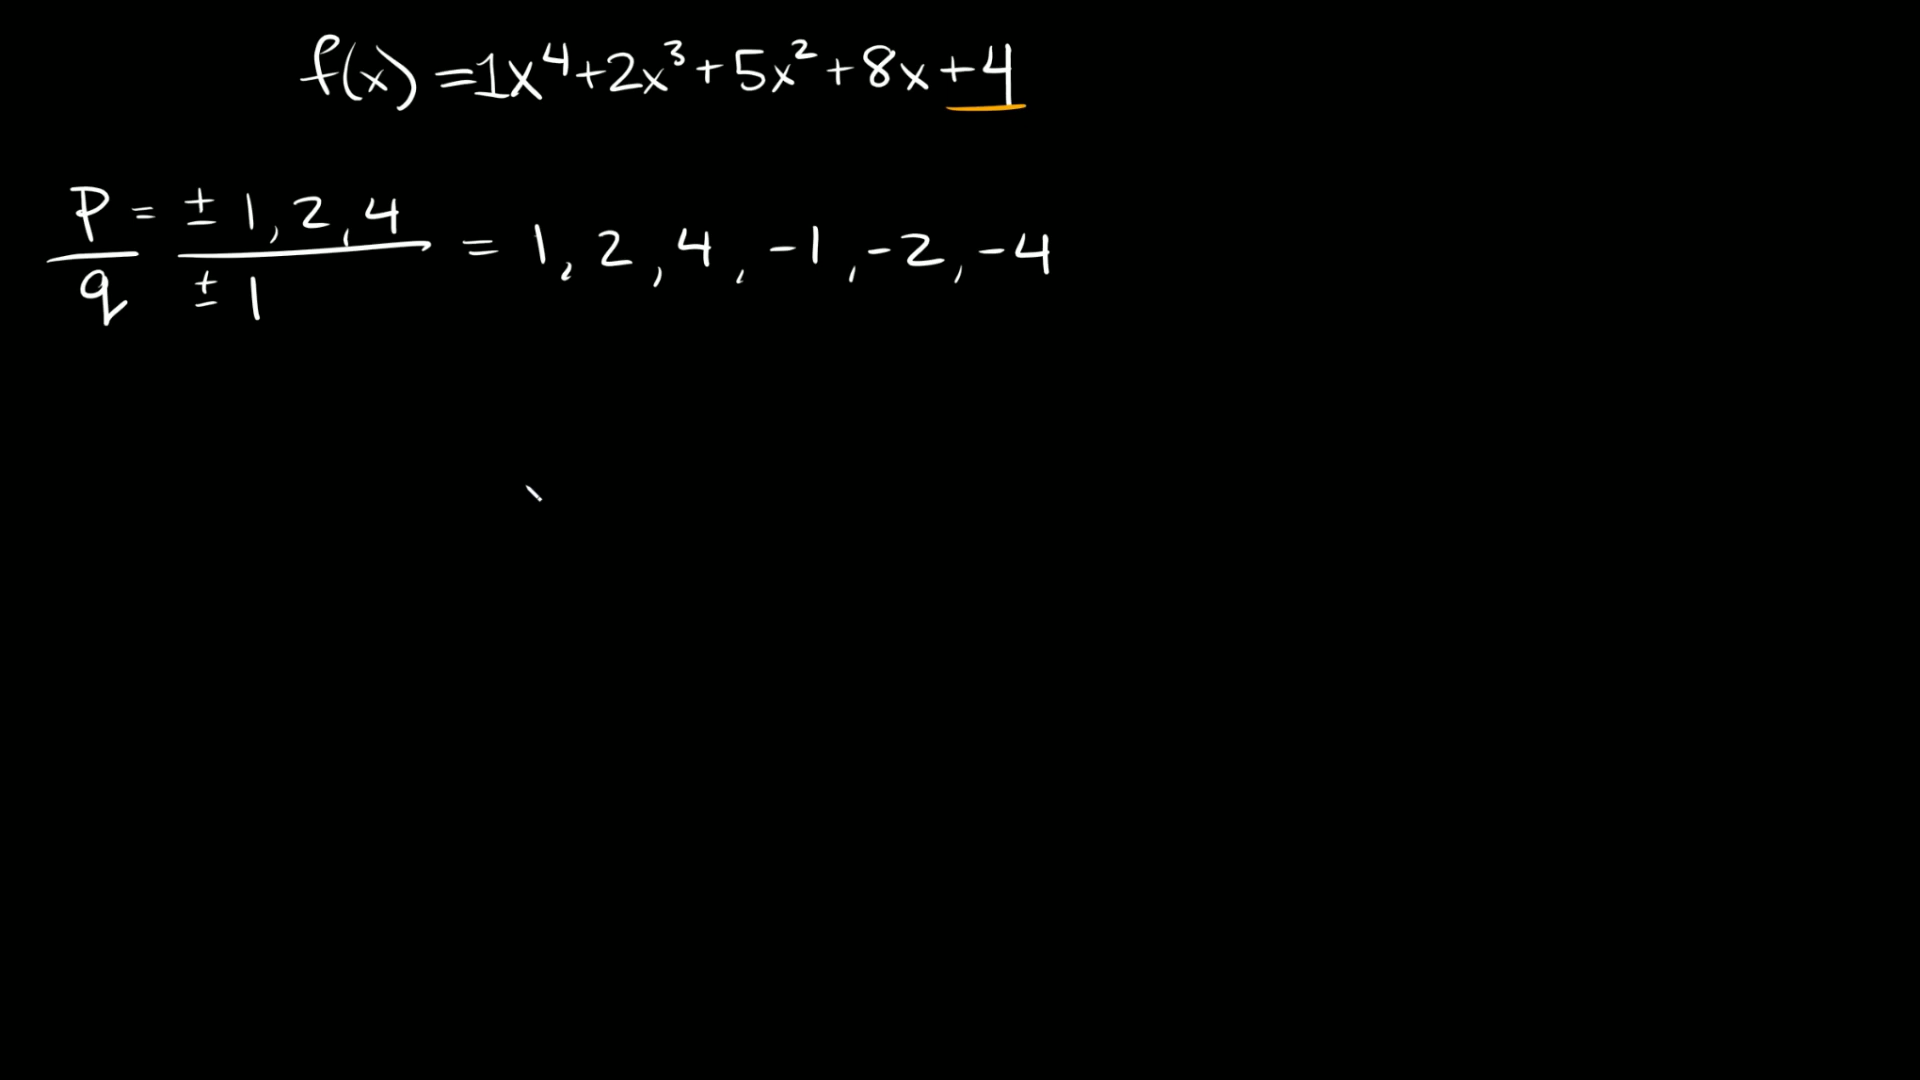 f(x) = 1x⁴ + 2x³ + 5x² + 8x + 4
P/q = ± 1, 2, 4 / ± 1 = 1, 2, 4, -1, -2, -4